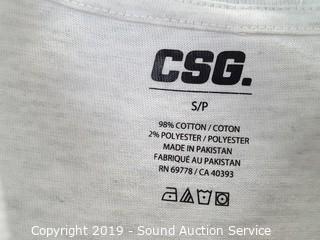 CSG.
S/P
98% COTTON / COTON
2% POLYESTER / POLYESTER
MADE IN PAKISTAN
FABRIQUÉ AU PAKISTAN
RN 69778 / CA 40393
Copyright 2019 - Sound Auction Service